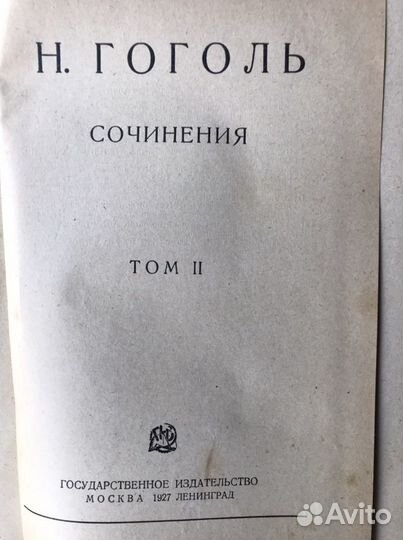 Н. ГОГОЛЬ
СОЧИНЕНИЯ
ТОМ II
ГОСУДАРСТВЕННОЕ ИЗДАТЕЛЬСТВО
МОСКВА 1927 ЛЕНИНГРАД
Avito